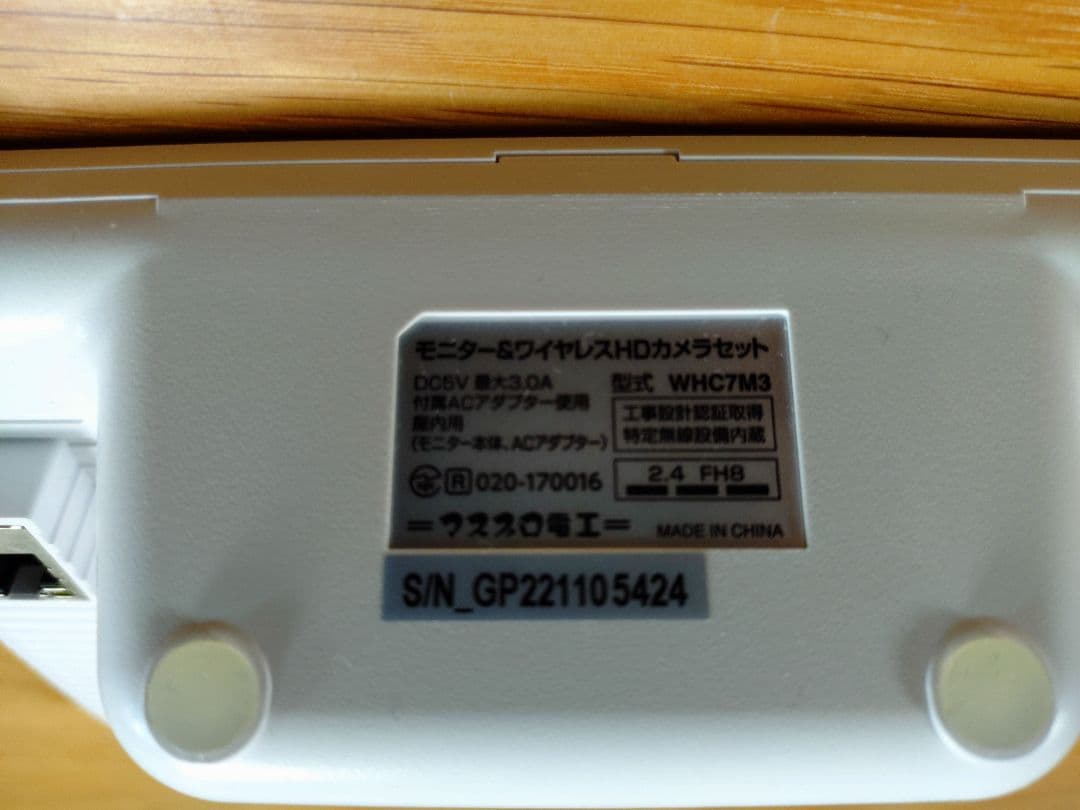 モニター&ワイヤレスHDカメラセット
DC5V 最大3.0A
型式 WHC7M3
付属ACアダプター使用
屋内用
(モニター本体、ACアダプター)
工事設計認証取得
特定無線設備内蔵
R 020-170016
2.4 FH8
=マスプロ電工=
MADE IN CHINA
S/N_GP221105424